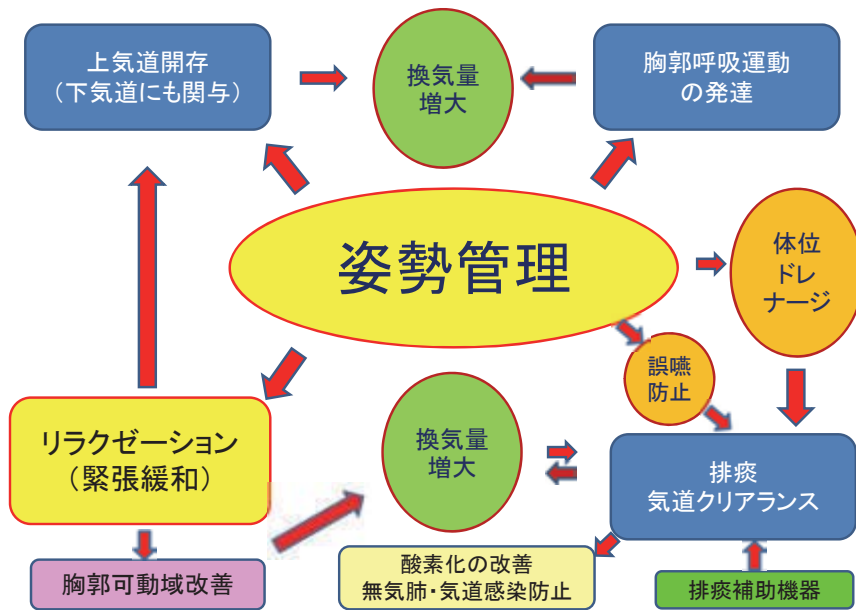 上気道開存
（下気道にも関与）
換気量
増大
胸郭呼吸運動
の発達
姿勢管理
体位
ドレ
ナージ
誤嚥
防止
リラクゼーション
（緊張緩和）
換気量
増大
排痰
気道クリアランス
胸郭可動域改善
酸素化の改善
無気肺・気道感染防止
排痰補助機器